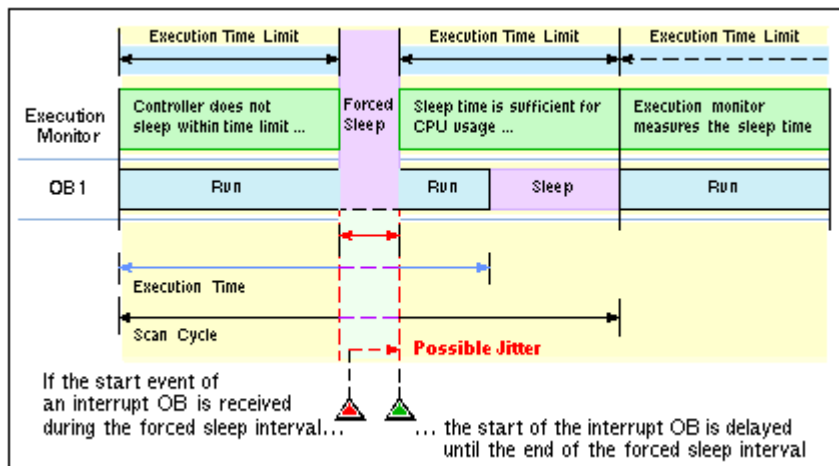 Execution Time Limit
Execution Time Limit
Execution Time Limit
Execution
Monitor
Controller does not
sleep within time limit ...
Forced
Sleep
Sleep time is sufficient for
CPU usage ...
Execution monitor
measures the sleep time
OB1
Run
Run
Sleep
Run
Execution Time
Scan Cycle
Possible Jitter
If the start event of
an interrupt OB is received
during the forced sleep interval...
... the start of the interrupt OB is delayed
until the end of the forced sleep interval